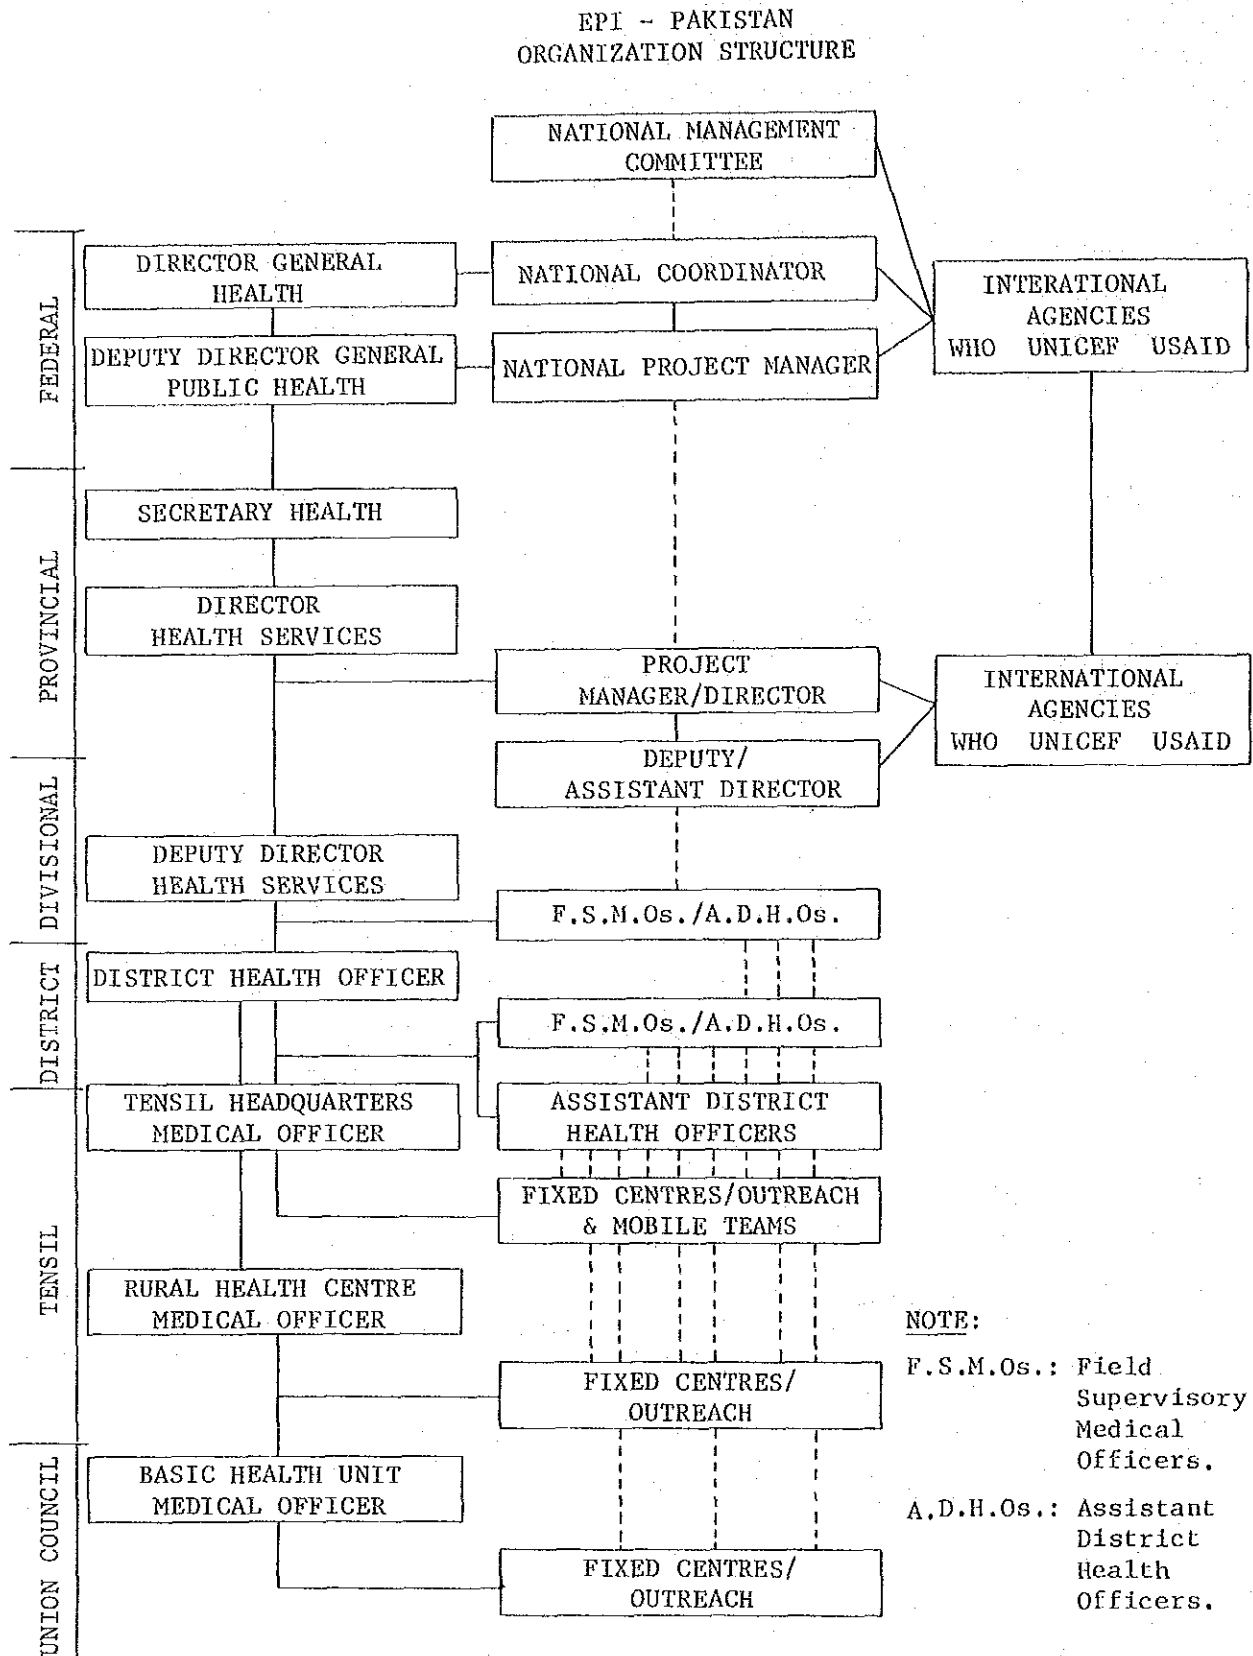 EPI - PAKISTAN
ORGANIZATION STRUCTURE
NATIONAL MANAGEMENT
COMMITTEE
FEDERAL
DIRECTOR GENERAL
HEALTH
NATIONAL COORDINATOR
INTERATIONAL
AGENCIES
WHO UNICEF USAID
DEPUTY DIRECTOR GENERAL
PUBLIC HEALTH
NATIONAL PROJECT MANAGER
PROVINCIAL
SECRETARY HEALTH
DIRECTOR
HEALTH SERVICES
PROJECT
MANAGER/DIRECTOR
INTERNATIONAL
AGENCIES
WHO UNICEF USAID
DEPUTY/
ASSISTANT DIRECTOR
DIVISIONAL
DEPUTY DIRECTOR
HEALTH SERVICES
F.S.M.Os./A.D.H.Os.
DISTRICT
DISTRICT HEALTH OFFICER
F.S.M.Os./A.D.H.Os.
TENSIL
TENSIL HEADQUARTERS
MEDICAL OFFICER
ASSISTANT DISTRICT
HEALTH OFFICERS
FIXED CENTRES/OUTREACH
& MOBILE TEAMS
RURAL HEALTH CENTRE
MEDICAL OFFICER
FIXED CENTRES/
OUTREACH
UNION COUNCIL
BASIC HEALTH UNIT
MEDICAL OFFICER
FIXED CENTRES/
OUTREACH
NOTE:
F.S.M.Os.: Field
Supervisory
Medical
Officers.
A.D.H.Os.: Assistant
District
Health
Officers.